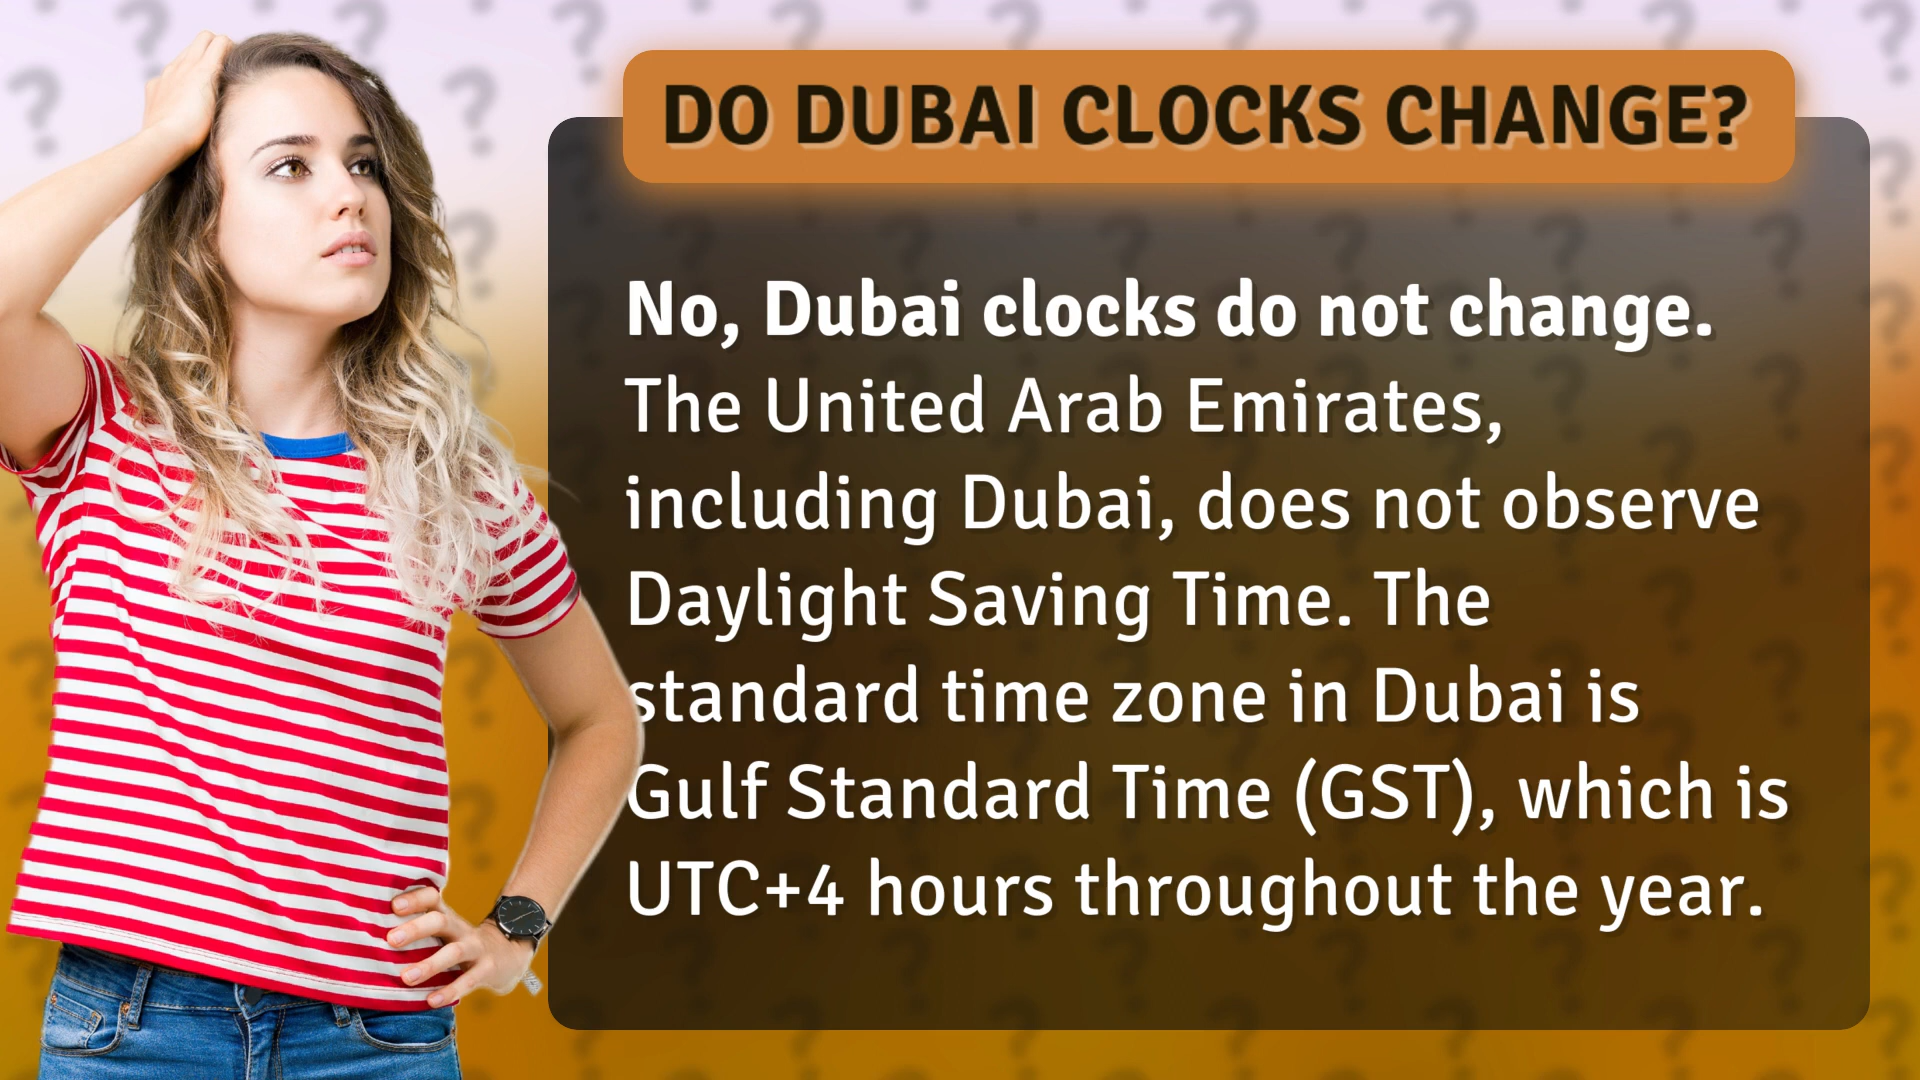 DO DUBAI CLOCKS CHANGE?
No, Dubai clocks do not change.
The United Arab Emirates,
including Dubai, does not observe
Daylight Saving Time. The
standard time zone in Dubai is
Gulf Standard Time (GST), which is
UTC+4 hours throughout the year.